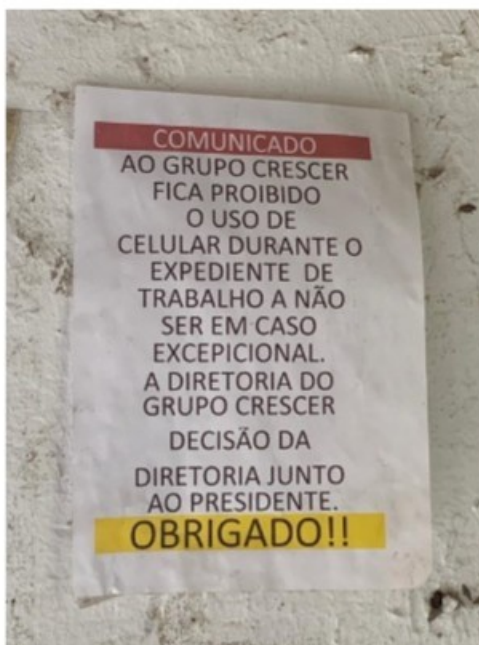 COMUNICADO
AO GRUPO CRESCER
FICA PROIBIDO
O USO DE
CELULAR DURANTE O
EXPEDIENTE DE
TRABALHO A NÃO
SER EM CASO
EXCEPICIONAL.
A DIRETORIA DO
GRUPO CRESCER
DECISÃO DA
DIRETORIA JUNTO
AO PRESIDENTE.
OBRIGADO!!